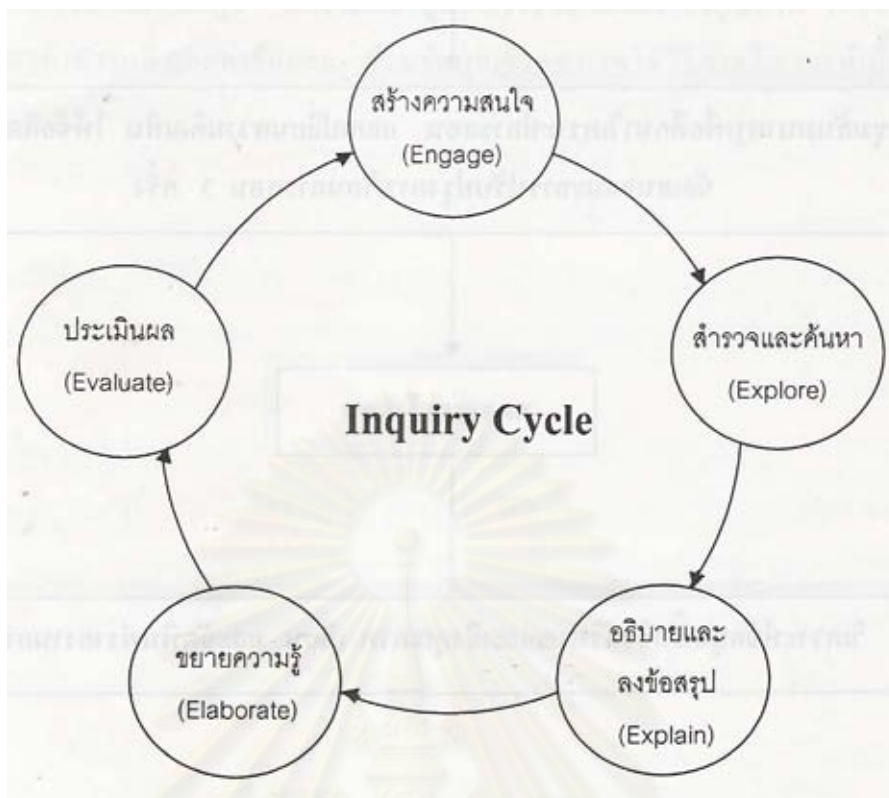 สร้างความสนใจ
(Engage)
สำรวจและค้นหา
(Explore)
อธิบายและ
ลงข้อสรุป
(Explain)
ขยายความรู้
(Elaborate)
ประเมินผล
(Evaluate)
Inquiry Cycle